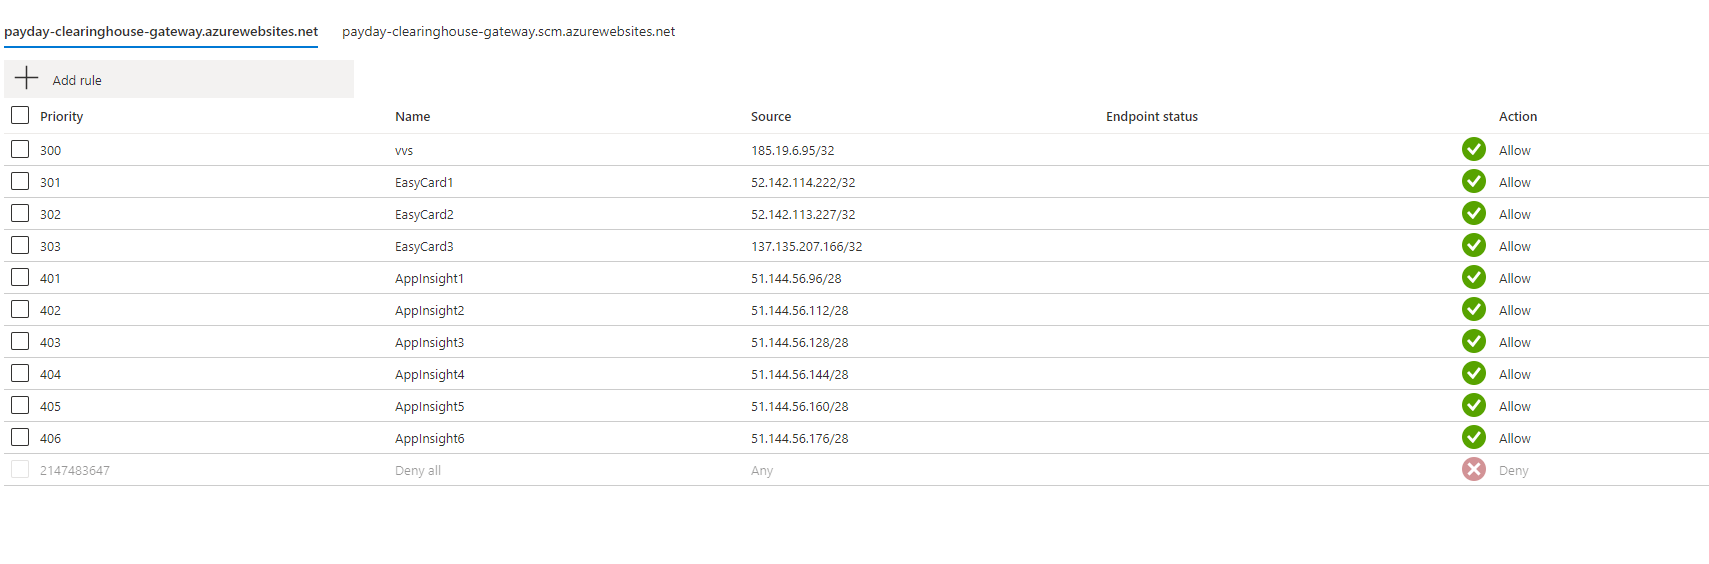 payday-clearinghouse-gateway.azurewebsites.net payday-clearinghouse-gateway.scm.azurewebsites.net
Add rule
Priority Name Source Endpoint status Action
300 vvs 185.19.6.95/32 Allow
301 EasyCard1 52.142.114.222/32 Allow
302 EasyCard2 52.142.113.227/32 Allow
303 EasyCard3 137.135.207.166/32 Allow
401 AppInsight1 51.144.56.96/28 Allow
402 AppInsight2 51.144.56.112/28 Allow
403 AppInsight3 51.144.56.128/28 Allow
404 AppInsight4 51.144.56.144/28 Allow
405 AppInsight5 51.144.56.160/28 Allow
406 AppInsight6 51.144.56.176/28 Allow
2147483647 Deny all Any Deny